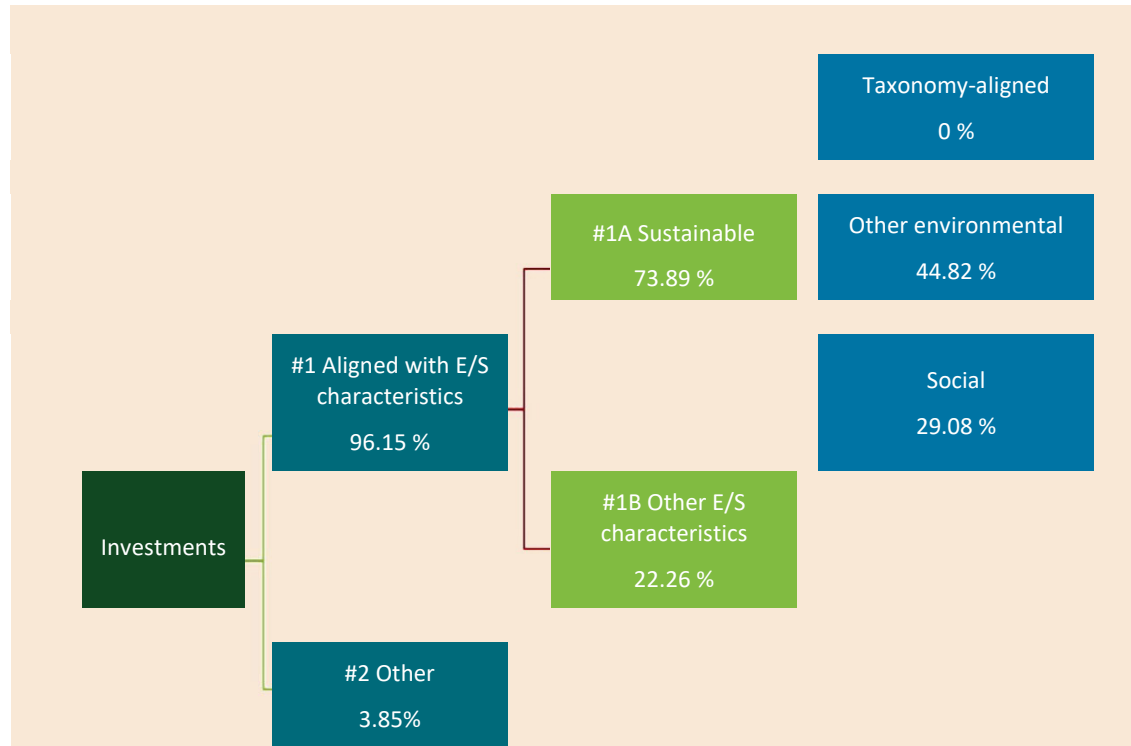 Taxonomy-aligned
0 %
#1A Sustainable
73.89 %
Other environmental
44.82 %
#1 Aligned with E/S
characteristics
96.15 %
Social
29.08 %
Investments
#1B Other E/S
characteristics
22.26 %
#2 Other
3.85%